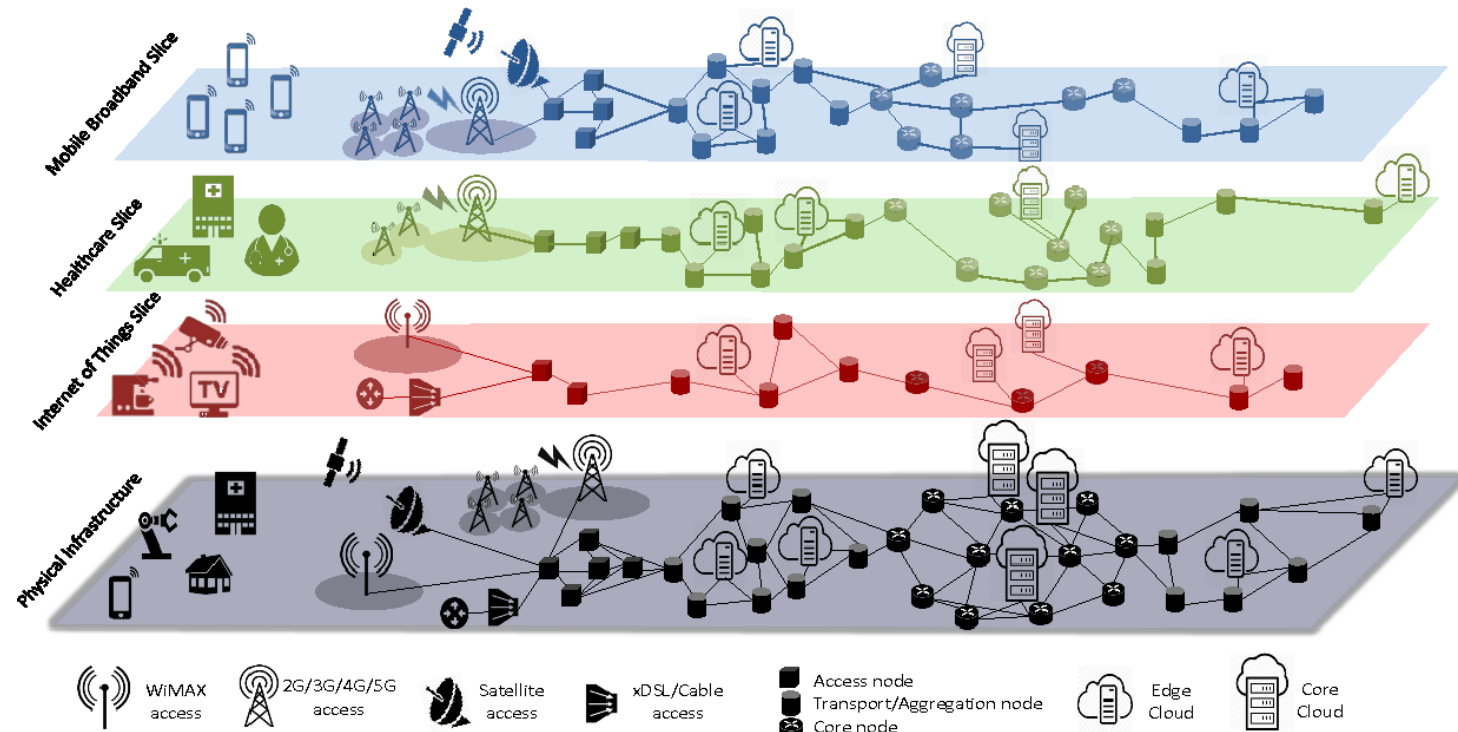 Mobile Broadband Slice
Healthcare Slice
Internet of Things Slice
TV
Physical Infrastructure
WiMAX
access
2G/3G/4G/5G
access
Satellite
access
xDSL/Cable
access
Access node
Transport/Aggregation node
Core node
Edge
Cloud
Core
Cloud